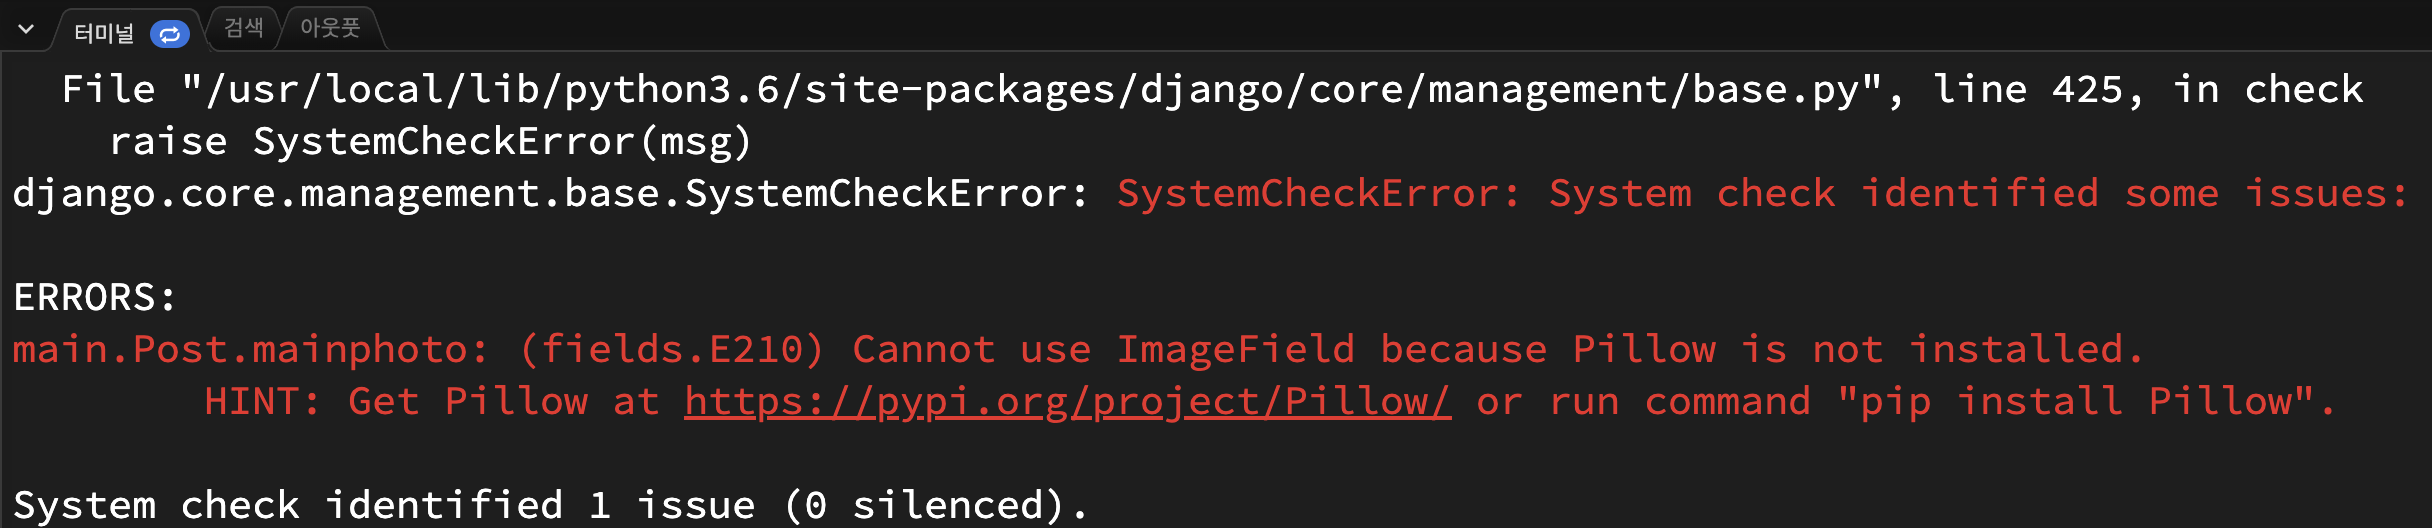 터미널
검색
아웃풋
File "/usr/local/lib/python3.6/site-packages/django/core/management/base.py", line 425, in check
raise SystemCheckError(msg)
django.core.management.base.SystemCheckError: SystemCheckError: System check identified some issues:
ERRORS:
main.Post.mainphoto: (fields.E210) Cannot use ImageField because Pillow is not installed.
HINT: Get Pillow at https://pypi.org/project/Pillow/ or run command "pip install Pillow".
System check identified 1 issue (0 silenced).